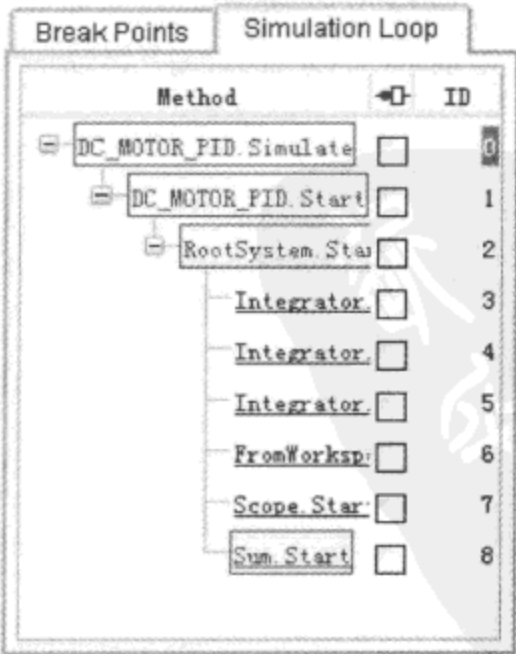 Break Points Simulation Loop
Method ID
DC_MOTOR_PID.Simulate 0
DC_MOTOR_PID.Start 1
RootSystem.Star 2
Integrator. 3
Integrator. 4
Integrator. 5
FromWorksp 6
Scope.Star 7
Sum.Start 8